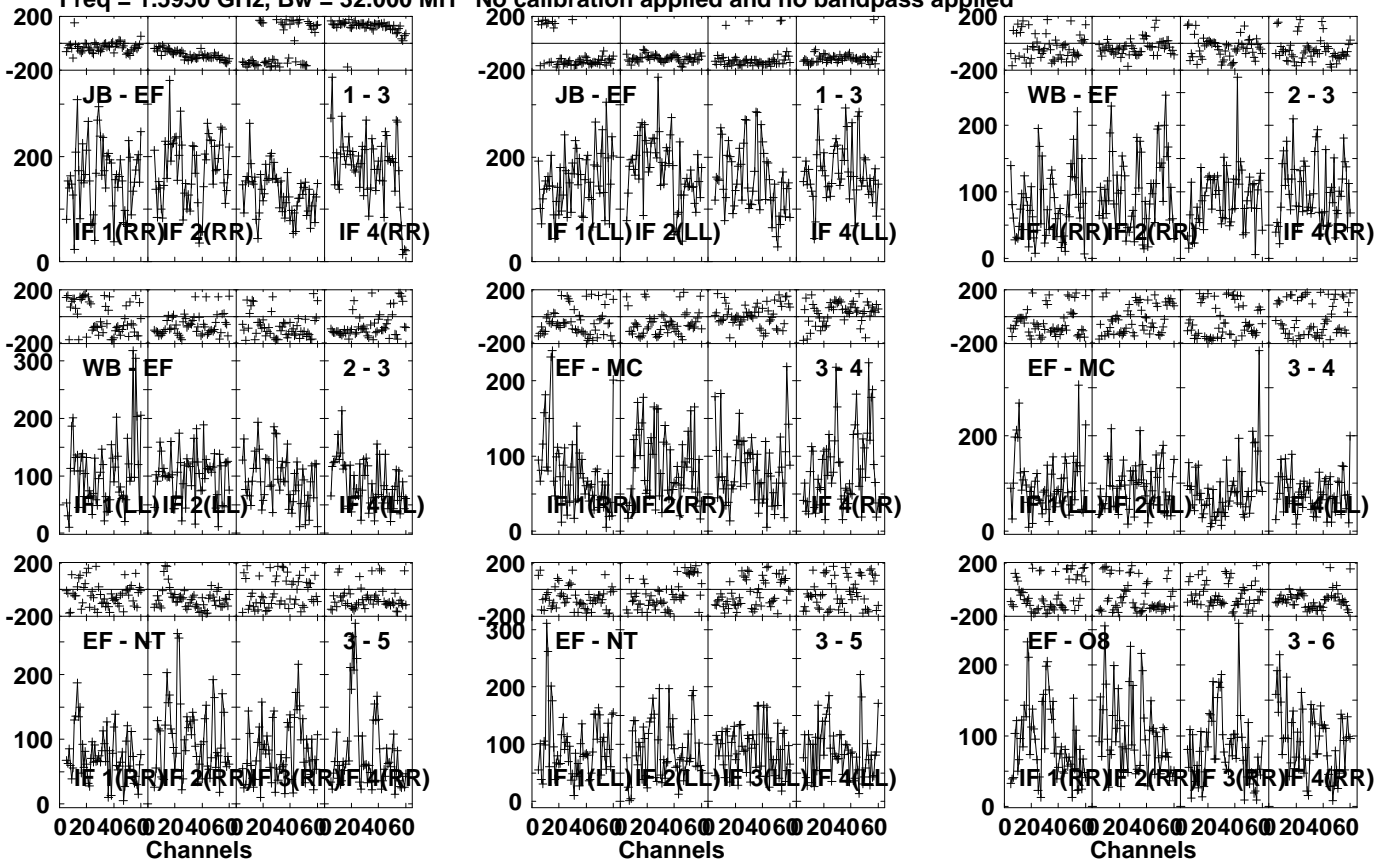 Freq = 1.5950 GHz, Bw = 32.000 MH No calibration applied and no bandpass applied
200
-200
JB - EF 1 - 3
200
IF 1(RR) IF 2(RR) IF 4(RR)
0
JB - EF 1 - 3
200
IF 1(LL) IF 2(LL) IF 4(LL)
0
200
-200
WB - EF 2 - 3
200
100
IF 1(RR) IF 2(RR) IF 4(RR)
0
200
-200
300
WB - EF 2 - 3
200
100
IF 1(LL) IF 2(LL) IF 4(LL)
0
200
-200
EF - MC 3 - 4
200
100
IF 1(RR) IF 2(RR) IF 4(RR)
0
200
-200
EF - MC 3 - 4
200
IF 1(LL) IF 2(LL) IF 4(LL)
0
200
-200
EF - NT 3 - 5
200
100
IF 1(RR) IF 2(RR) IF 3(RR) IF 4(RR)
0
0 20 40 60 0 20 40 60 0 20 40 60 0 20 40 60
Channels
200
-200
300
EF - NT 3 - 5
200
100
IF 1(LL) IF 2(LL) IF 3(LL) IF 4(LL)
0
0 20 40 60 0 20 40 60 0 20 40 60 0 20 40 60
Channels
200
-200
EF - O8 3 - 6
200
100
IF 1(RR) IF 2(RR) IF 3(RR) IF 4(RR)
0
0 20 40 60 0 20 40 60 0 20 40 60 0 20 40 60
Channels